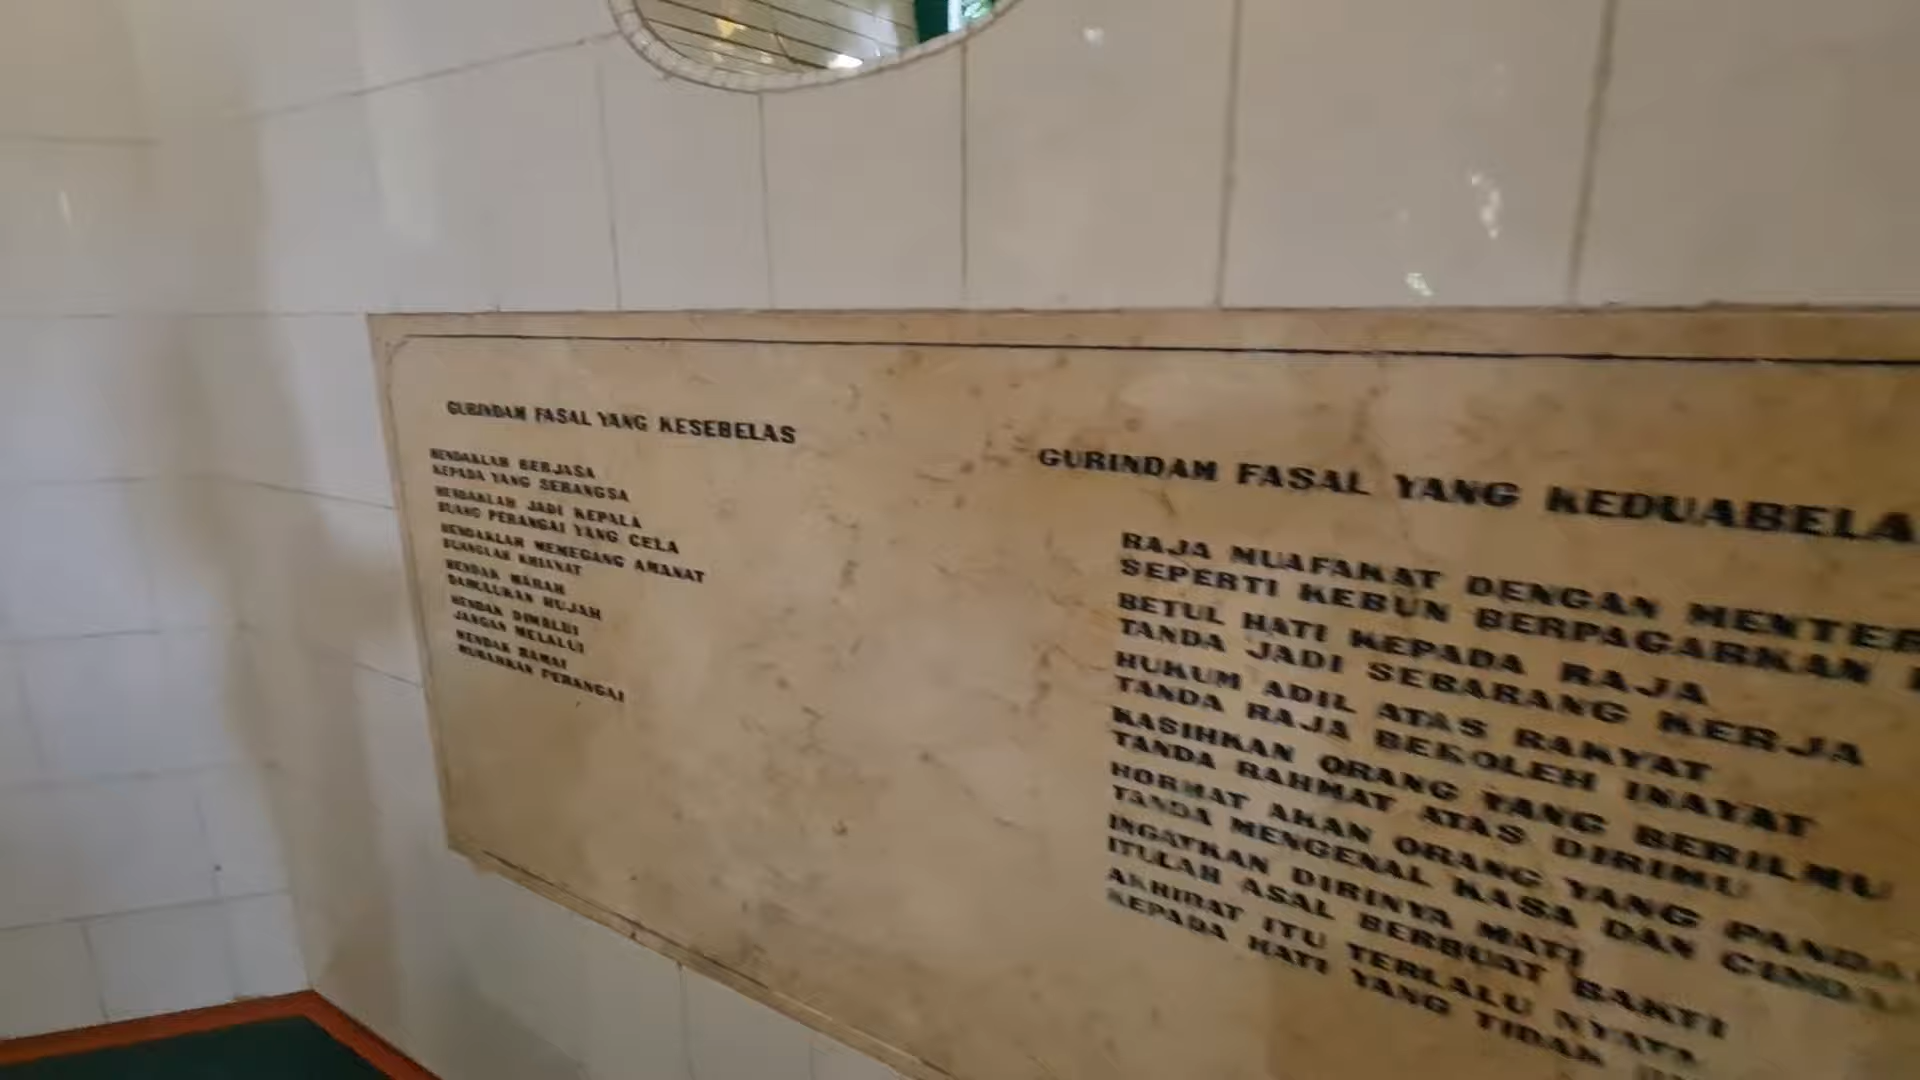 GURINDAM FASAL YANG KESEBELAS
HENDAKLAH BERJASA
KEPADA YANG SEBANGSA
HENDAKLAH JADI KEPALA
BUANG PERANGAI YANG CELA
HENDAKLAH MEMEGANG AMANAT
BUANGLAH KHIANAT
HENDAK MARAH
DAHULUKAN HUJAH
HENDAK DIMALUI
JANGAN MELALUI
HENDAK RAMAI
MURAHKAN PERANGAI
GURINDAM FASAL YANG KEDUABELA
RAJA MUAFAKAT DENGAN MENTER
SEPERTI KEBUN BERPAGARKAN
BETUL HATI KEPADA RAJA
TANDA JADI SEBARANG KERJA
HUKUM ADIL ATAS RAKYAT
TANDA RAJA BEKOLEH INAYAT
KASIHKAN ORANG YANG BERILMU
TANDA RAHMAT ATAS DIRIMU
HORMAT AKAN ORANG YANG PANDA
TANDA MENGENAL KASA DAN CINDA
INGATKAN DIRINYA MATI
ITULAH ASAL BERBUAT BAKTI
AKHIRAT ITU TERLALU NYATA
KEPADA HATI YANG TIDAK